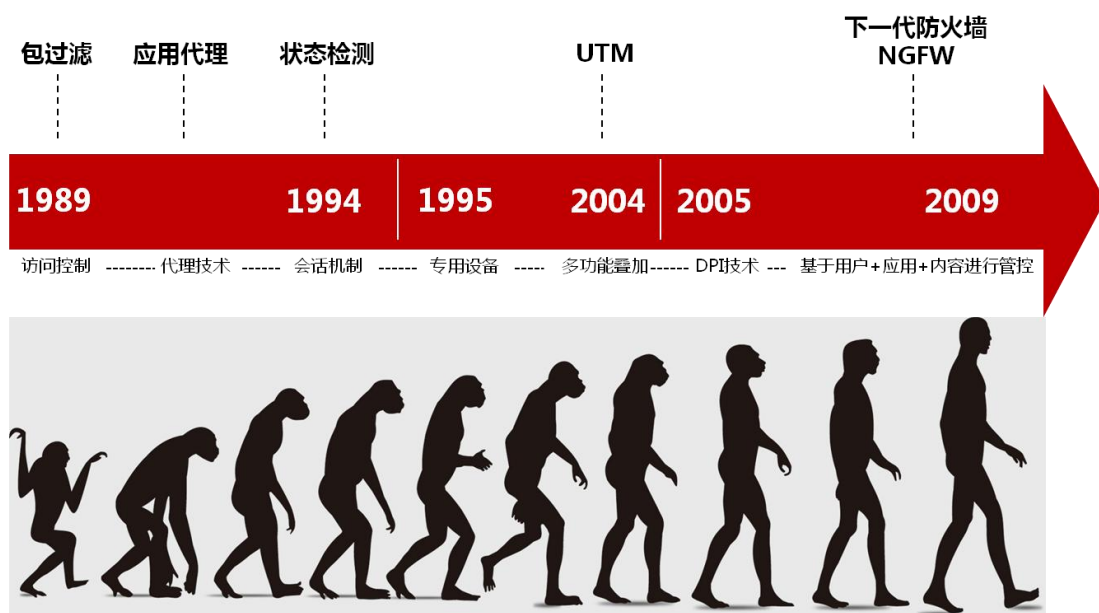 包过滤 应用代理 状态检测 UTM 下一代防火墙
NGFW
1989 1994 1995 2004 2005 2009
访问控制 -------- 代理技术 ------ 会话机制 ------ 专用设备 ----- 多功能叠加------ DPI技术 --- 基于用户+应用+内容进行管控